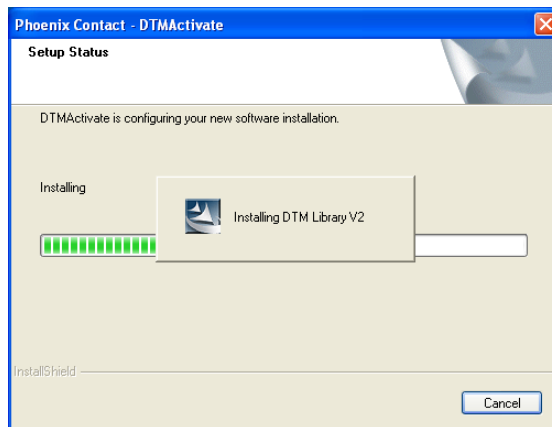 Phoenix Contact - DTMActivate
Setup Status
DTMActivate is configuring your new software installation.
Installing
Installing DTM Library V2
InstallShield
Cancel